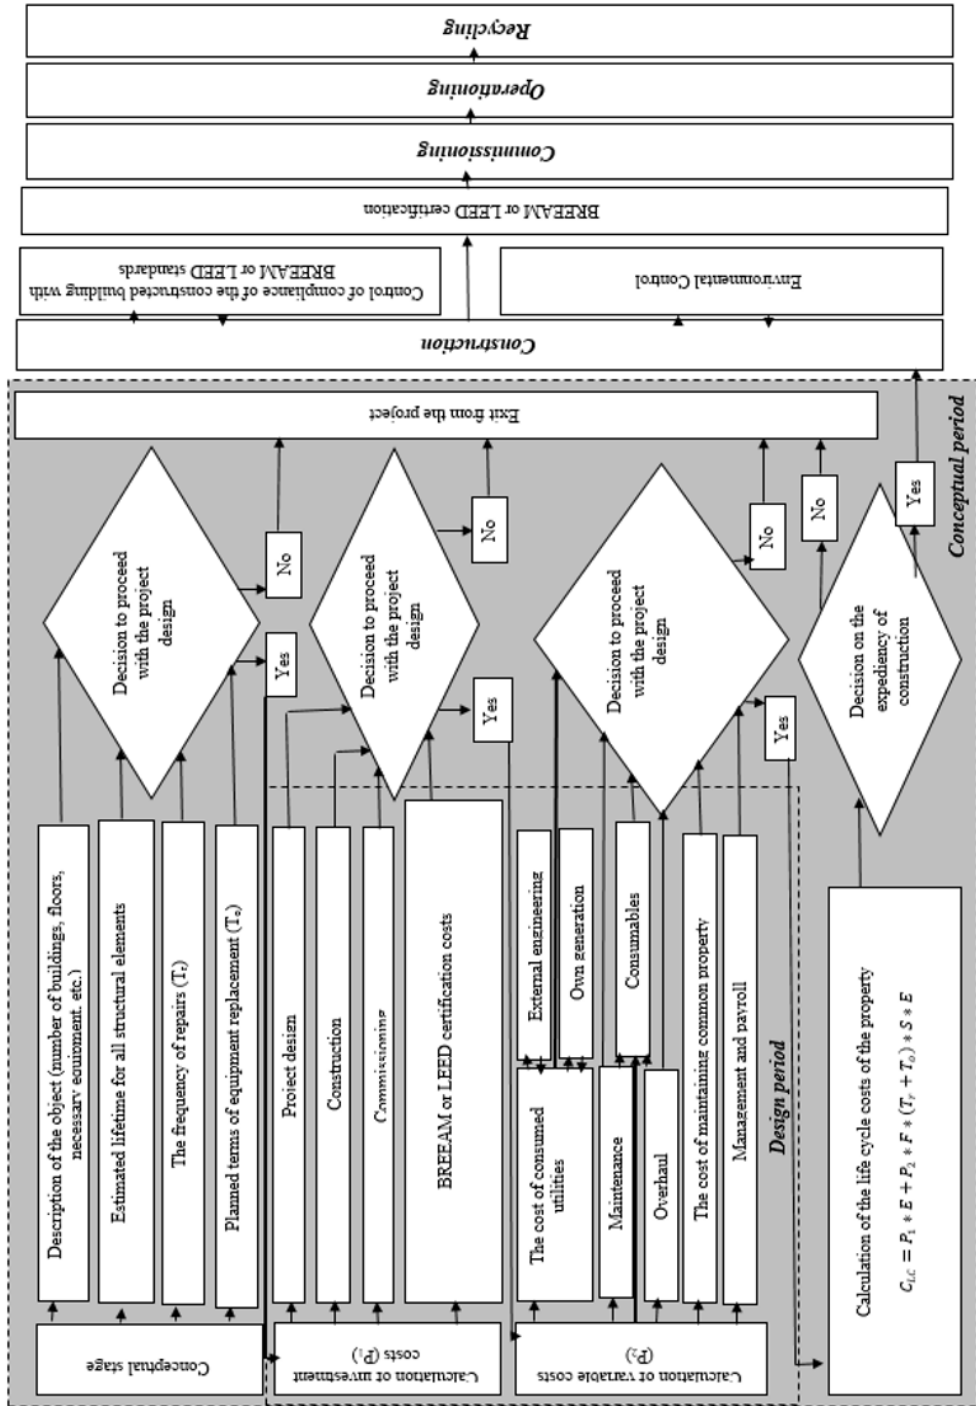 Conceptual stage
Description of the object (number of buildings, floors,
necessary equipment, etc.)
Estimated lifetime for all structural elements
The frequency of repairs (Tᵣ)
Planned terms of equipment replacement (Tₒ)
Decision to proceed
with the project
design
Yes
No
Calculation of investment
costs (P₁)
Project design
Construction
Commissioning
BREEAM or LEED certification costs
Decision to proceed
with the project
design
Yes
No
Calculation of variable costs
(P₂)
The cost of consumed
utilities
External engineering
Own generation
Maintenance
Consumables
Overhaul
The cost of maintaining common property
Management and payroll
Design period
Decision to proceed
with the project
design
Yes
No
Calculation of the life cycle costs of the property
C_LC = P₁ * E + P₂ * F * (Tᵣ + Tₒ) * S * E
Decision on the
expediency of
construction
No
Yes
Conceptual period
Exit from the project
Construction
Control of compliance of the constructed building with
BREEAM or LEED standards
Environmental Control
BREEAM or LEED certification
Commissioning
Operationing
Recycling